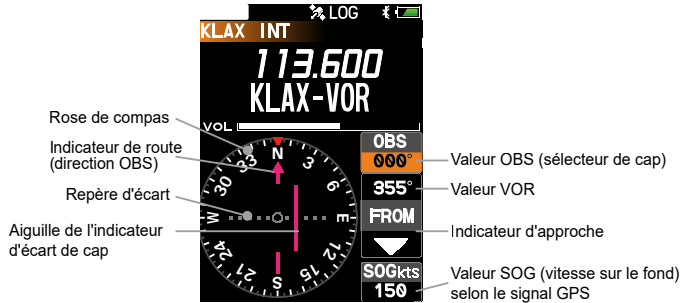 LOG
KLAX INT
113.600
KLAX-VOR
VOL
Rose de compas
Indicateur de route
(direction OBS)
Repère d'écart
Aiguille de l'indicateur
d'écart de cap
N
3
6
E
12
15
S
21
24
W
30
33
OBS
000°
355°
FROM
SOGkts
150
Valeur OBS (sélecteur de cap)
Valeur VOR
Indicateur d'approche
Valeur SOG (vitesse sur le fond)
selon le signal GPS